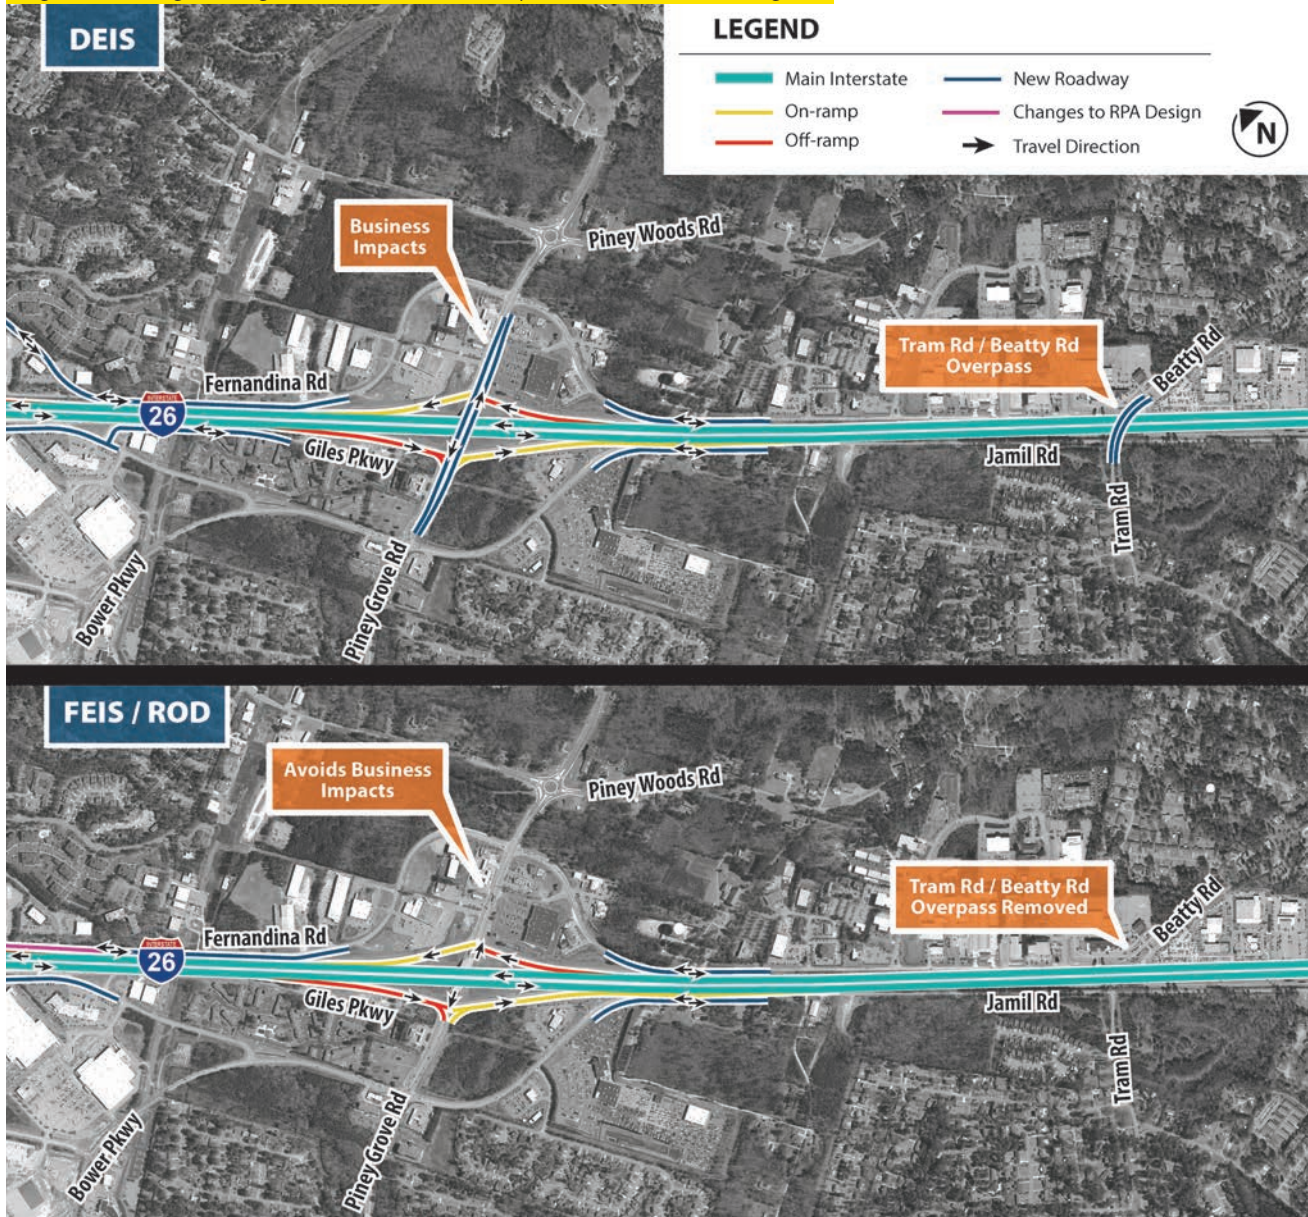 DEIS
LEGEND
Main Interstate
On-ramp
Off-ramp
New Roadway
Changes to RPA Design
Travel Direction
N
Business
Impacts
Piney Woods Rd
Tram Rd / Beatty Rd
Overpass
Beatty Rd
Fernandina Rd
INTERSTATE
26
Giles Pkwy
Jamil Rd
Tram Rd
Bower Pkwy
Piney Grove Rd
FEIS / ROD
Avoids Business
Impacts
Piney Woods Rd
Tram Rd / Beatty Rd
Overpass Removed
Beatty Rd
Fernandina Rd
INTERSTATE
26
Giles Pkwy
Jamil Rd
Tram Rd
Bower Pkwy
Piney Grove Rd